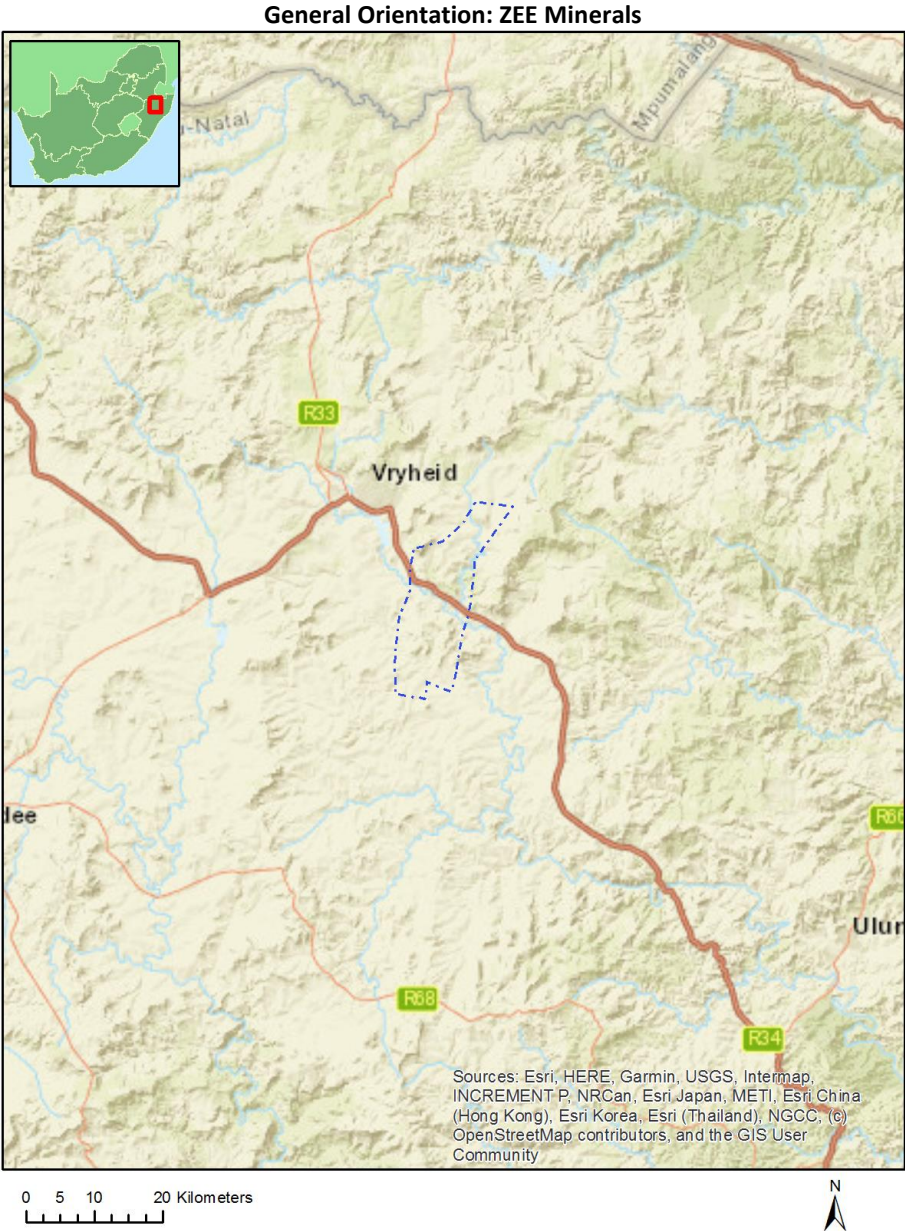 General Orientation: ZEE Minerals
Mpumalang
u-Natal
R33
Vryheid
dee
R66
Ulun
R68
R34
Sources: Esri, HERE, Garmin, USGS, Intermap,
INCREMENT P, NRCan, Esri Japan, METI, Esri China
(Hong Kong), Esri Korea, Esri (Thailand), NGCC, (c)
OpenStreetMap contributors, and the GIS User
Community
0 5 10 20 Kilometers
N